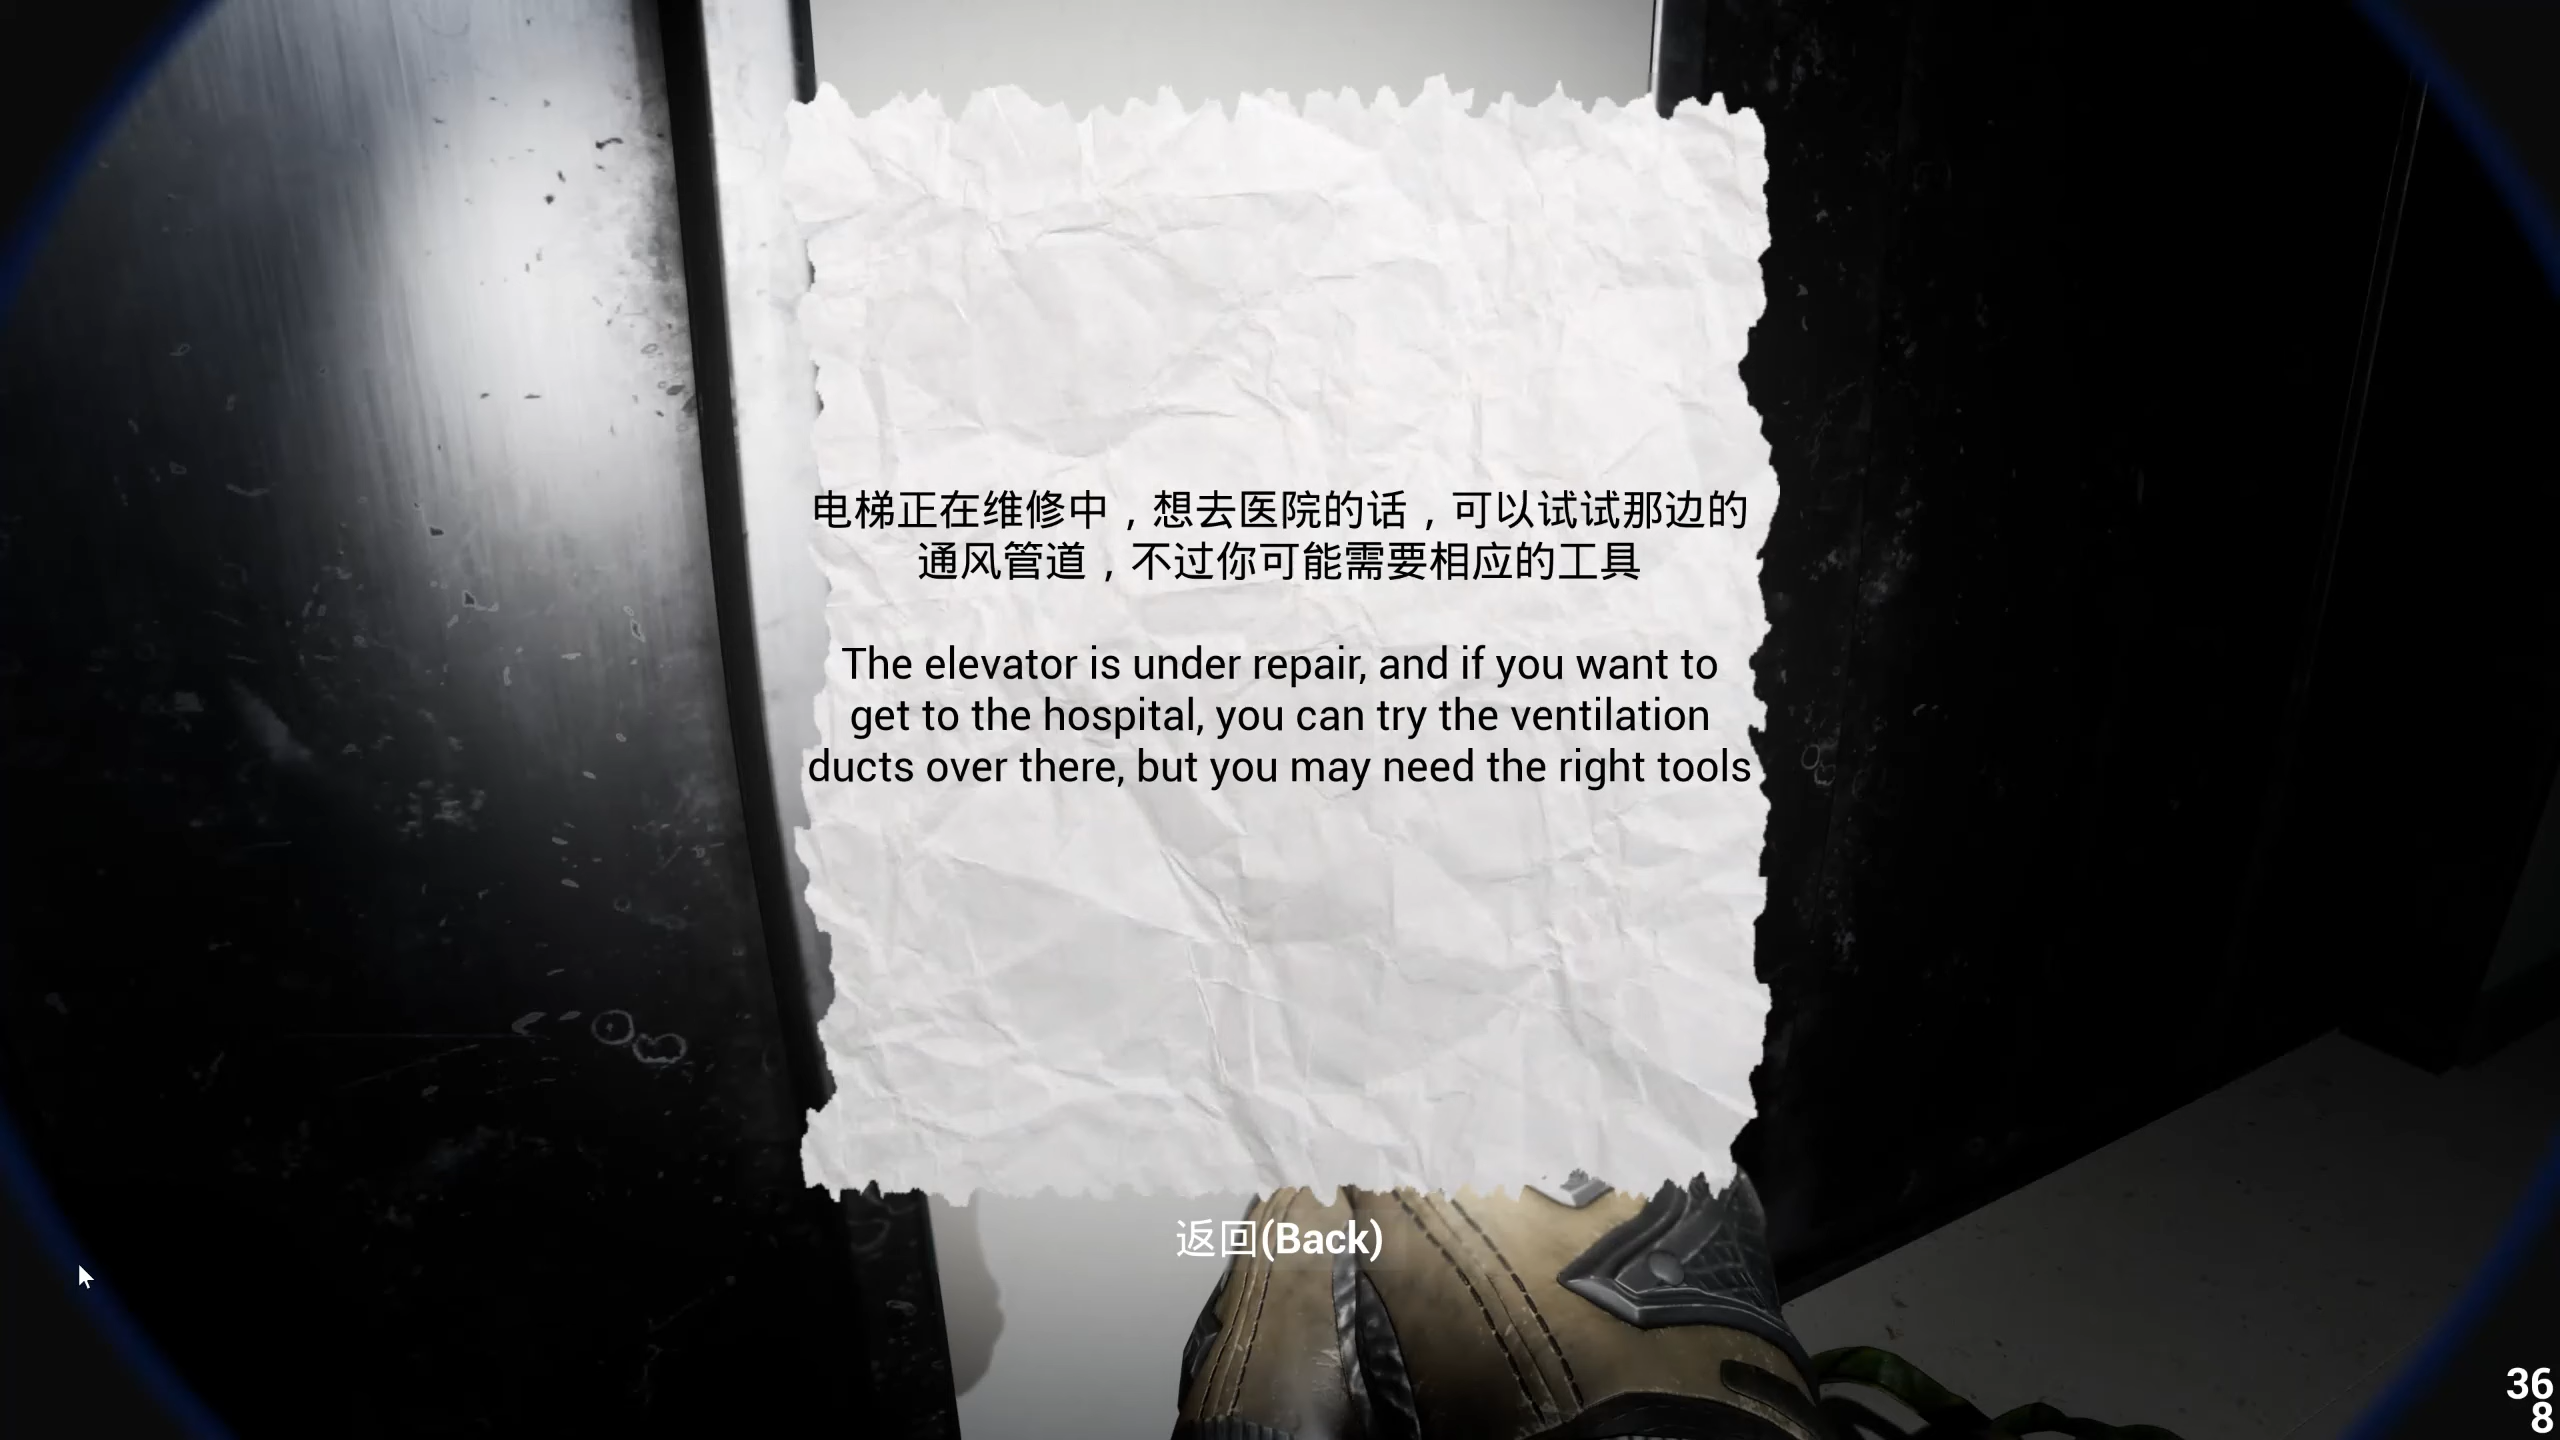 电梯正在维修中，想去医院的话，可以试试那边的
通风管道，不过你可能需要相应的工具
The elevator is under repair, and if you want to
get to the hospital, you can try the ventilation
ducts over there, but you may need the right tools
返回(Back)
36
8